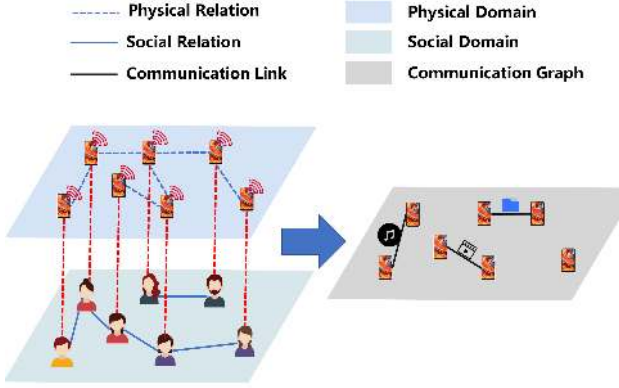 Physical Relation
Physical Domain
Social Relation
Social Domain
Communication Link
Communication Graph